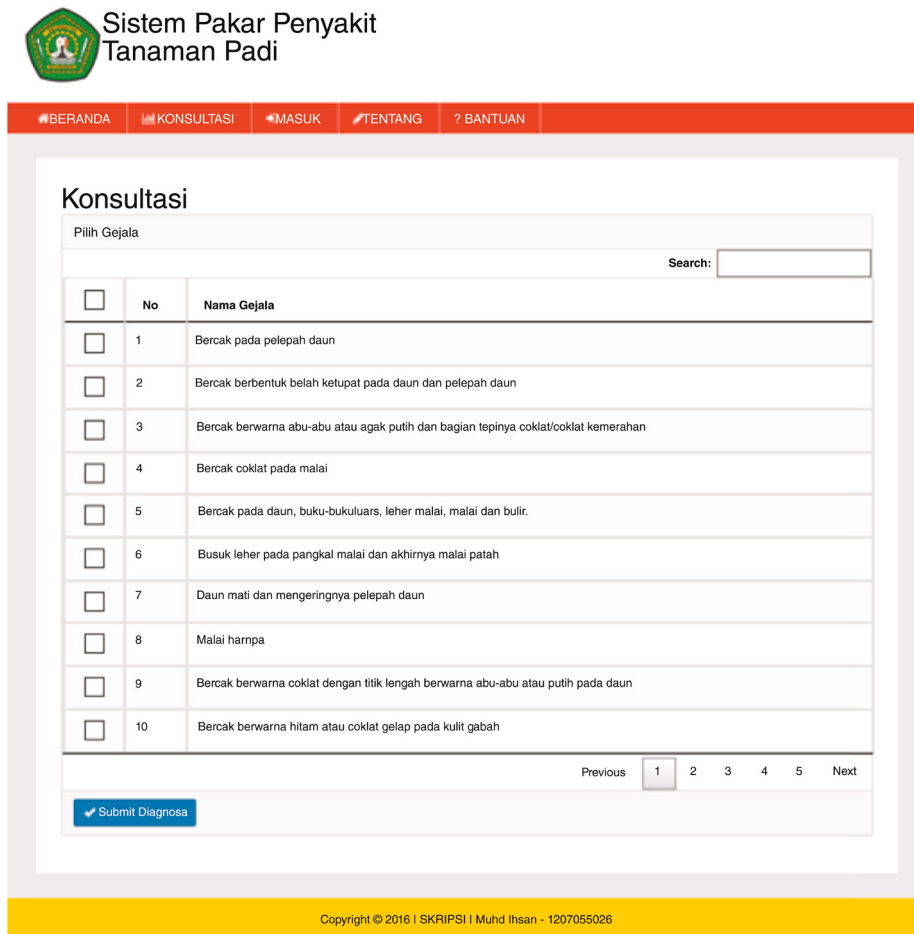 Sistem Pakar Penyakit
Tanaman Padi
BERANDA KONSULTASI MASUK TENTANG ? BANTUAN
Konsultasi
Pilih Gejala
Search:
No Nama Gejala
1 Bercak pada pelepah daun
2 Bercak berbentuk belah ketupat pada daun dan pelepah daun
3 Bercak berwarna abu-abu atau agak putih dan bagian tepinya coklat/coklat kemerahan
4 Bercak coklat pada malai
5 Bercak pada daun, buku-bukuluars, leher malai, malai dan bulir.
6 Busuk leher pada pangkal malai dan akhirnya malai patah
7 Daun mati dan mengeringnya pelepah daun
8 Malai harnpa
9 Bercak berwarna coklat dengan titik lengah berwarna abu-abu atau putih pada daun
10 Bercak berwarna hitam atau coklat gelap pada kulit gabah
Previous 1 2 3 4 5 Next
Submit Diagnosa
Copyright © 2016 | SKRIPSI | Muhd Ihsan - 1207055026